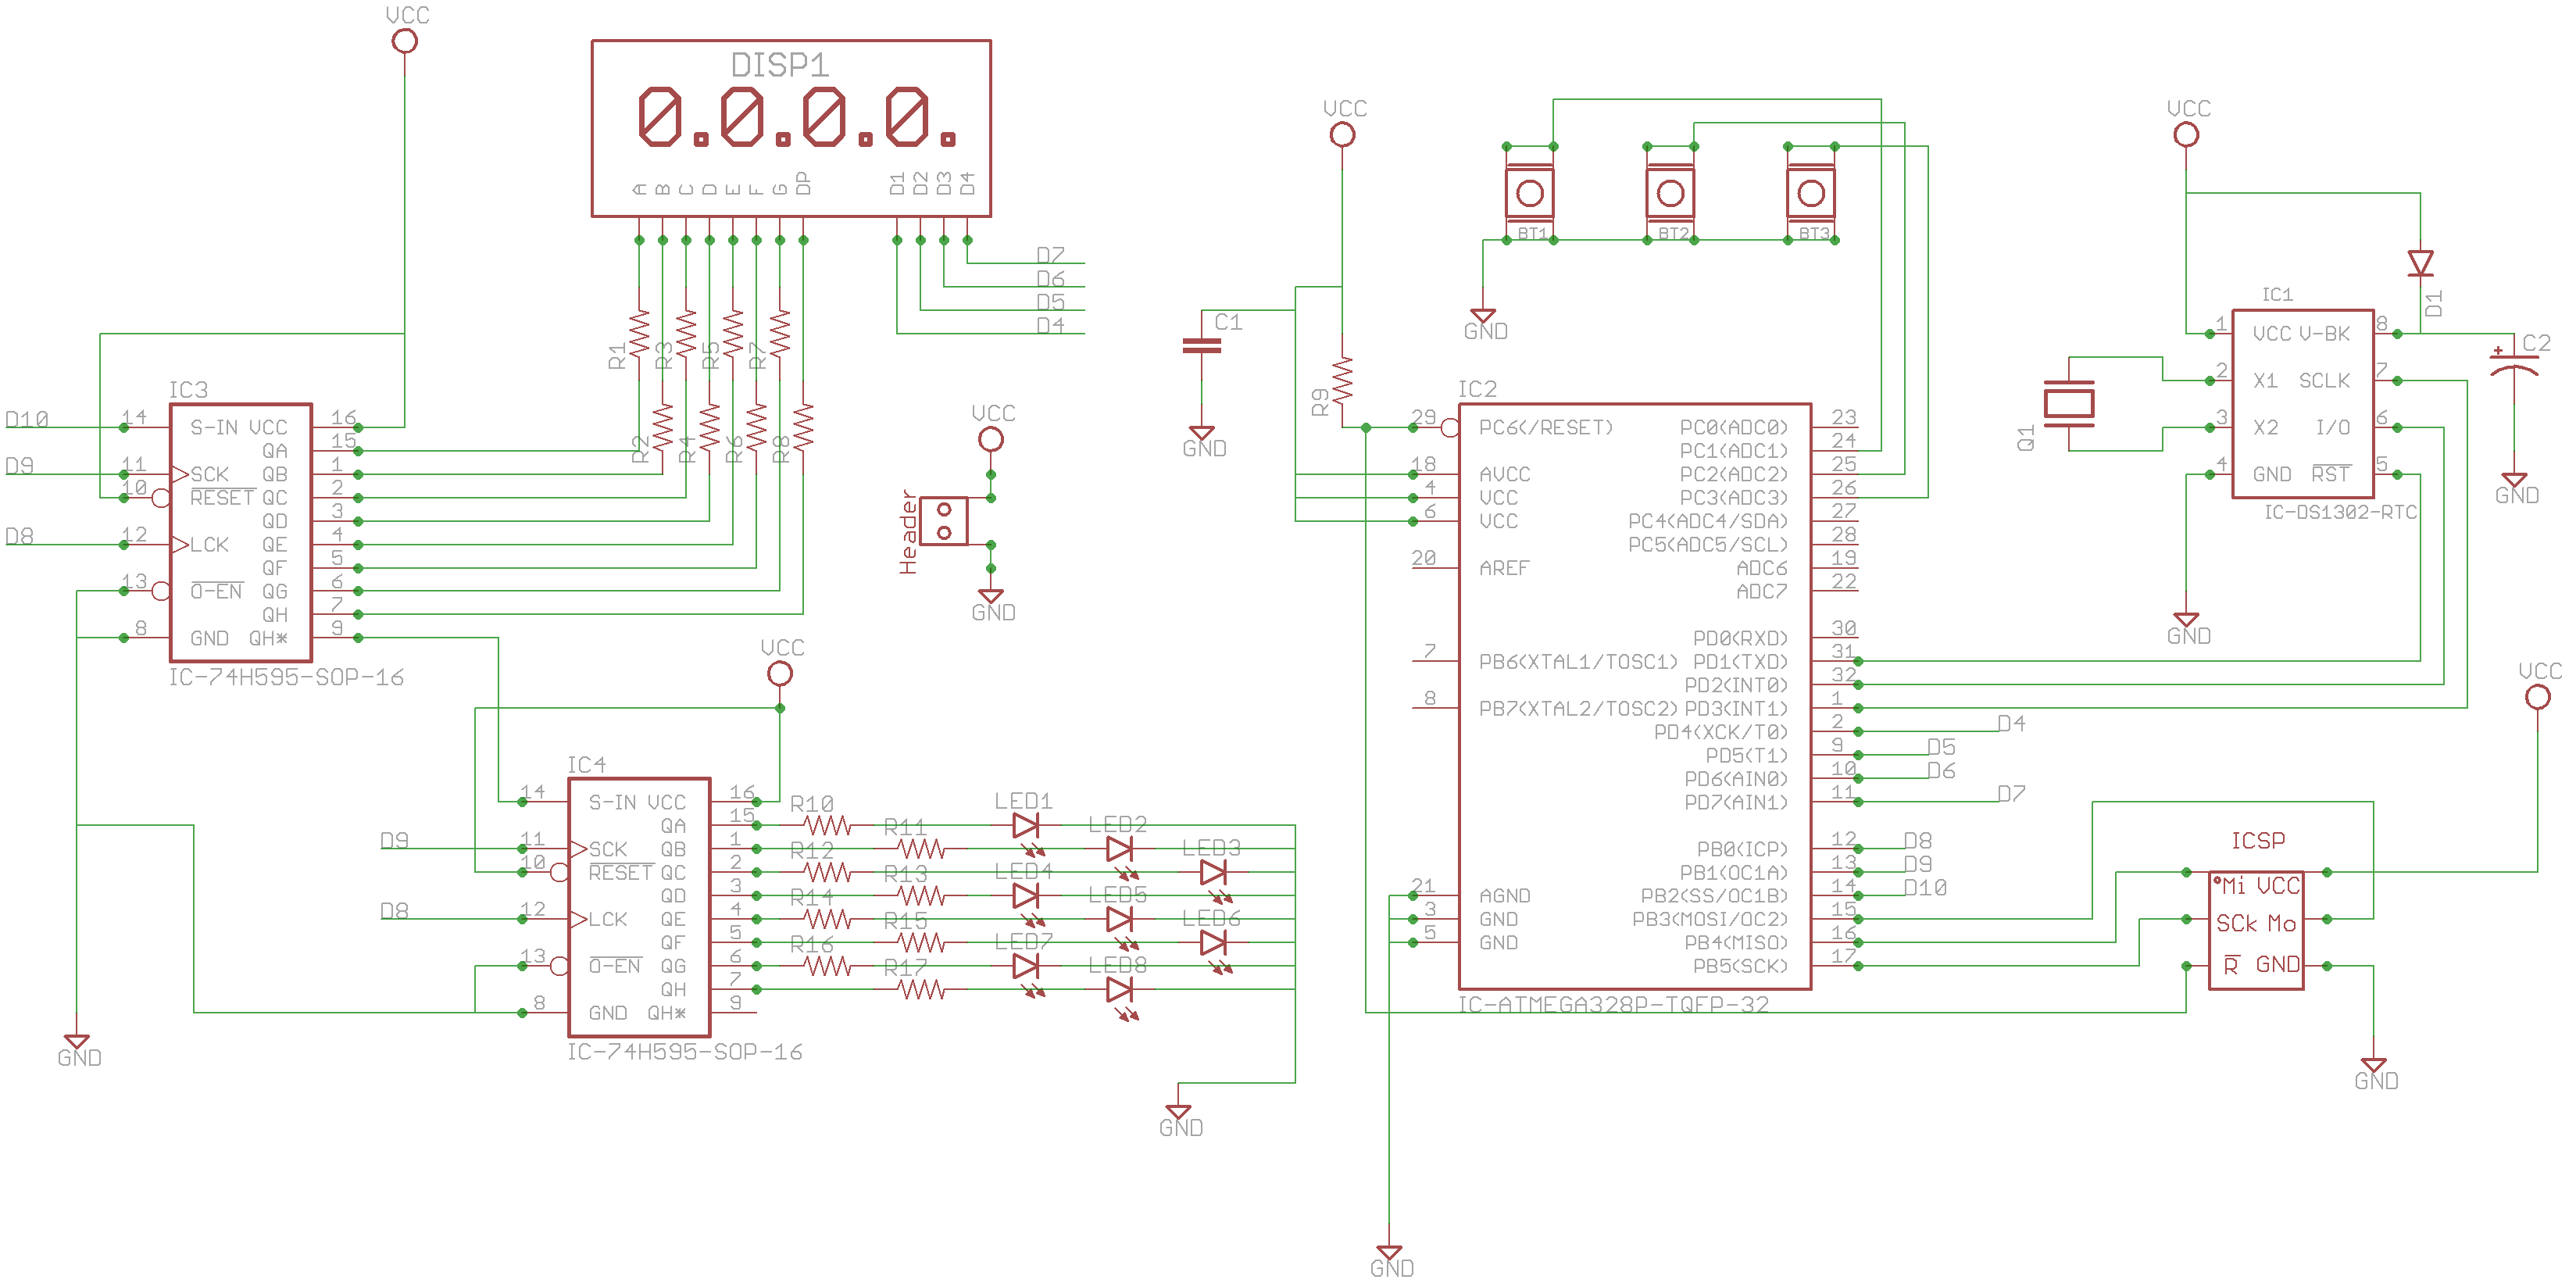 VCC
DISP1
0.0.0.0.
A B C D E F G DP D1 D2 D3 D4
D7
D6
D5
D4
R1 R3 R5 R7
R2 R4 R6 R8
IC3
D10 14 S-IN VCC 16
QA 15
D9 11 SCK QB 1
10 RESET QC 2
QD 3
D8 12 LCK QE 4
QF 5
13 O-EN QG 6
QH 7
8 GND QH* 9
IC-74H595-SOP-16
GND
VCC
Header
GND
VCC
IC4
14 S-IN VCC 16
QA 15
D9 11 SCK QB 1
10 RESET QC 2
QD 3
D8 12 LCK QE 4
QF 5
13 O-EN QG 6
QH 7
8 GND QH* 9
IC-74H595-SOP-16
R10 LED1
R11 LED2
R12 LED3
R13 LED4
R14 LED5
R15 LED6
R16 LED7
R17 LED8
GND
VCC
C1
GND
R9
BT1 BT2 BT3
GND
IC2
29 PC6(/RESET) PC0(ADC0) 23
PC1(ADC1) 24
18 AVCC PC2(ADC2) 25
4 VCC PC3(ADC3) 26
6 VCC PC4(ADC4/SDA) 27
PC5(ADC5/SCL) 28
20 AREF ADC6 19
ADC7 22
PD0(RXD) 30
7 PB6(XTAL1/TOSC1) PD1(TXD) 31
PD2(INT0) 32
8 PB7(XTAL2/TOSC2) PD3(INT1) 1
PD4(XCK/T0) 2 D4
PD5(T1) 9 D5
PD6(AIN0) 10 D6
PD7(AIN1) 11 D7
PB0(ICP) 12 D8
PB1(OC1A) 13 D9
21 AGND PB2(SS/OC1B) 14 D10
3 GND PB3(MOSI/OC2) 15
5 GND PB4(MISO) 16
PB5(SCK) 17
IC-ATMEGA328P-TQFP-32
GND
VCC
D1
IC1
1 VCC V-BK 8
2 X1 SCLK 7
3 X2 I/O 6
4 GND RST 5
IC-DS1302-RTC
Q1
C2
GND
GND
VCC
ICSP
Mi VCC
SCk Mo
R GND
GND